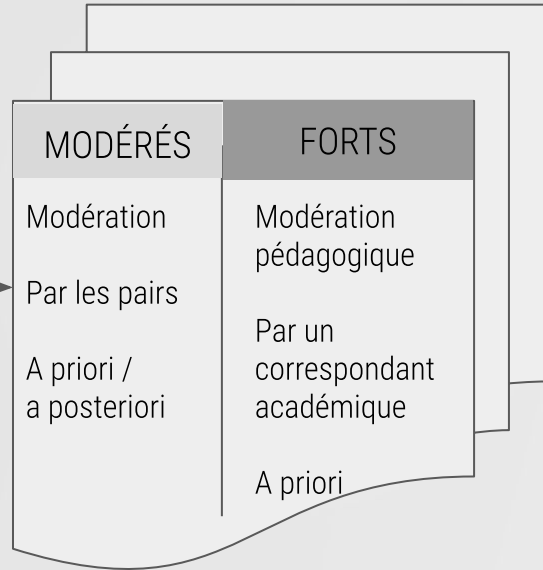 MODÉRÉS
Modération
Par les pairs
A priori /
a posteriori
FORTS
Modération
pédagogique
Par un
correspondant
académique
A priori